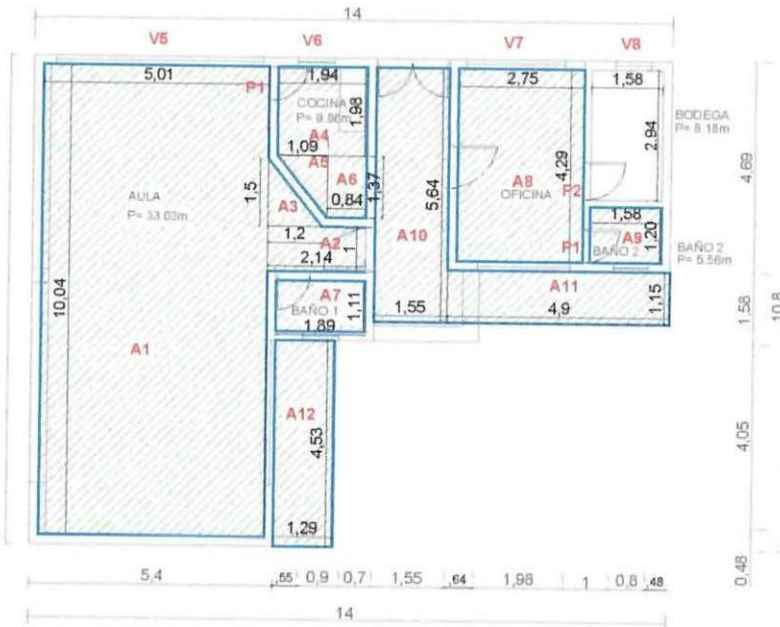 14
V5 V6 V7 V8
5,01 P1 1,94 2,75 1,58
COCINA
P= 9.86m
1,98
A4
1,09
A5
A6
0,84
1,37
BODEGA
P= 8.18m
2,94
4,69
AULA
P= 33.03m
1,5
A3
1,2
A2
1
2,14
5,64
A10
A8
OFICINA
4,29
P2
P1
1,58
A9
1,20
BAÑO 2
BAÑO 2
P= 5.56m
A7
BAÑO 1
1,11
1,89
1,55
A11
4,9
1,15
1.58
10,8
10,04
A1
A12
4,53
1,29
4,05
0,48
5,4 ,55 0,9 0,7 1,55 ,64 1,98 1 0,8 ,48
14